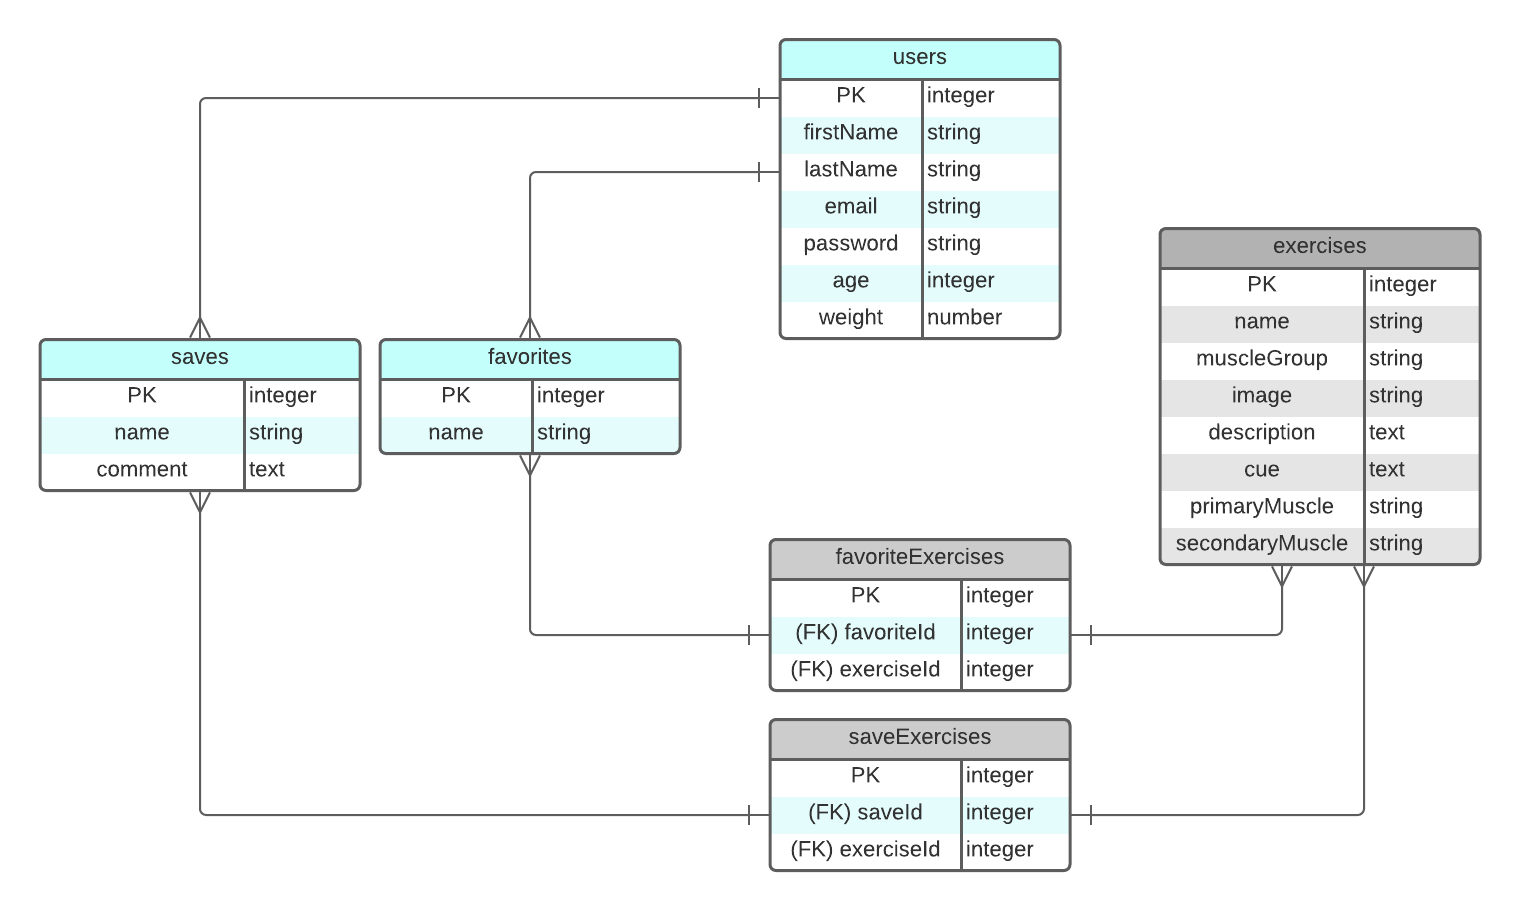 users
PK integer
firstName string
lastName string
email string
password string
age integer
weight number
exercises
PK integer
name string
muscleGroup string
image string
description text
cue text
primaryMuscle string
secondaryMuscle string
saves
PK integer
name string
comment text
favorites
PK integer
name string
favoriteExercises
PK integer
(FK) favoriteId integer
(FK) exerciseId integer
saveExercises
PK integer
(FK) saveId integer
(FK) exerciseId integer